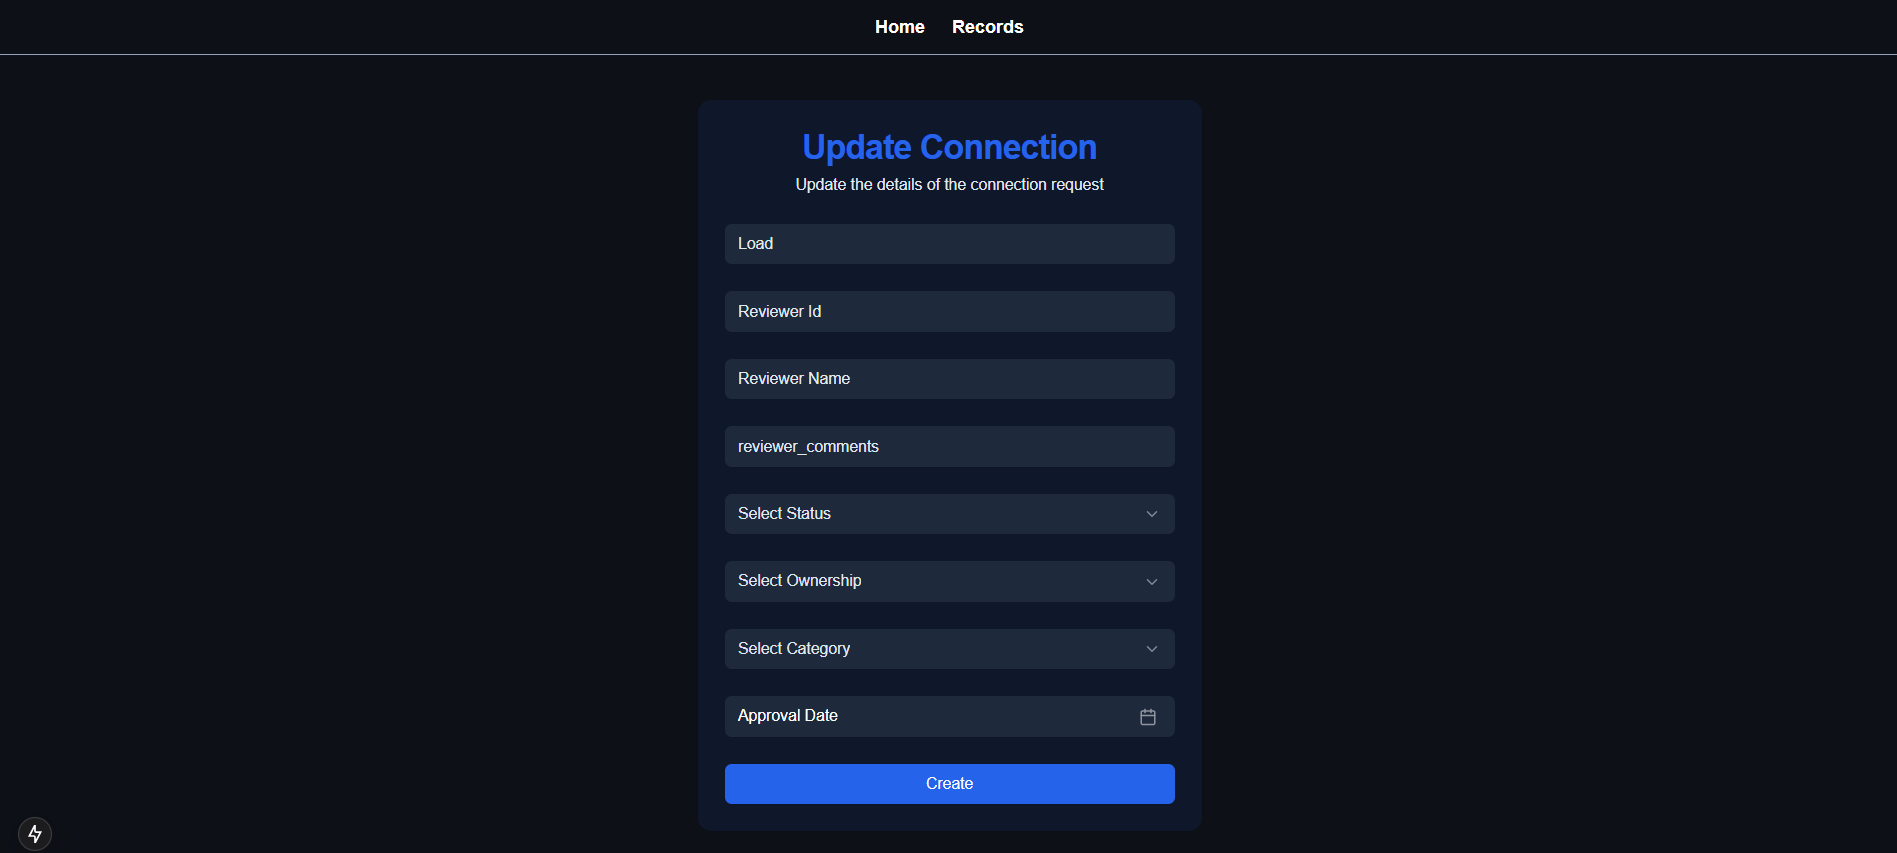 Home Records
Update Connection
Update the details of the connection request
Load
Reviewer Id
Reviewer Name
reviewer_comments
Select Status
Select Ownership
Select Category
Approval Date
Create